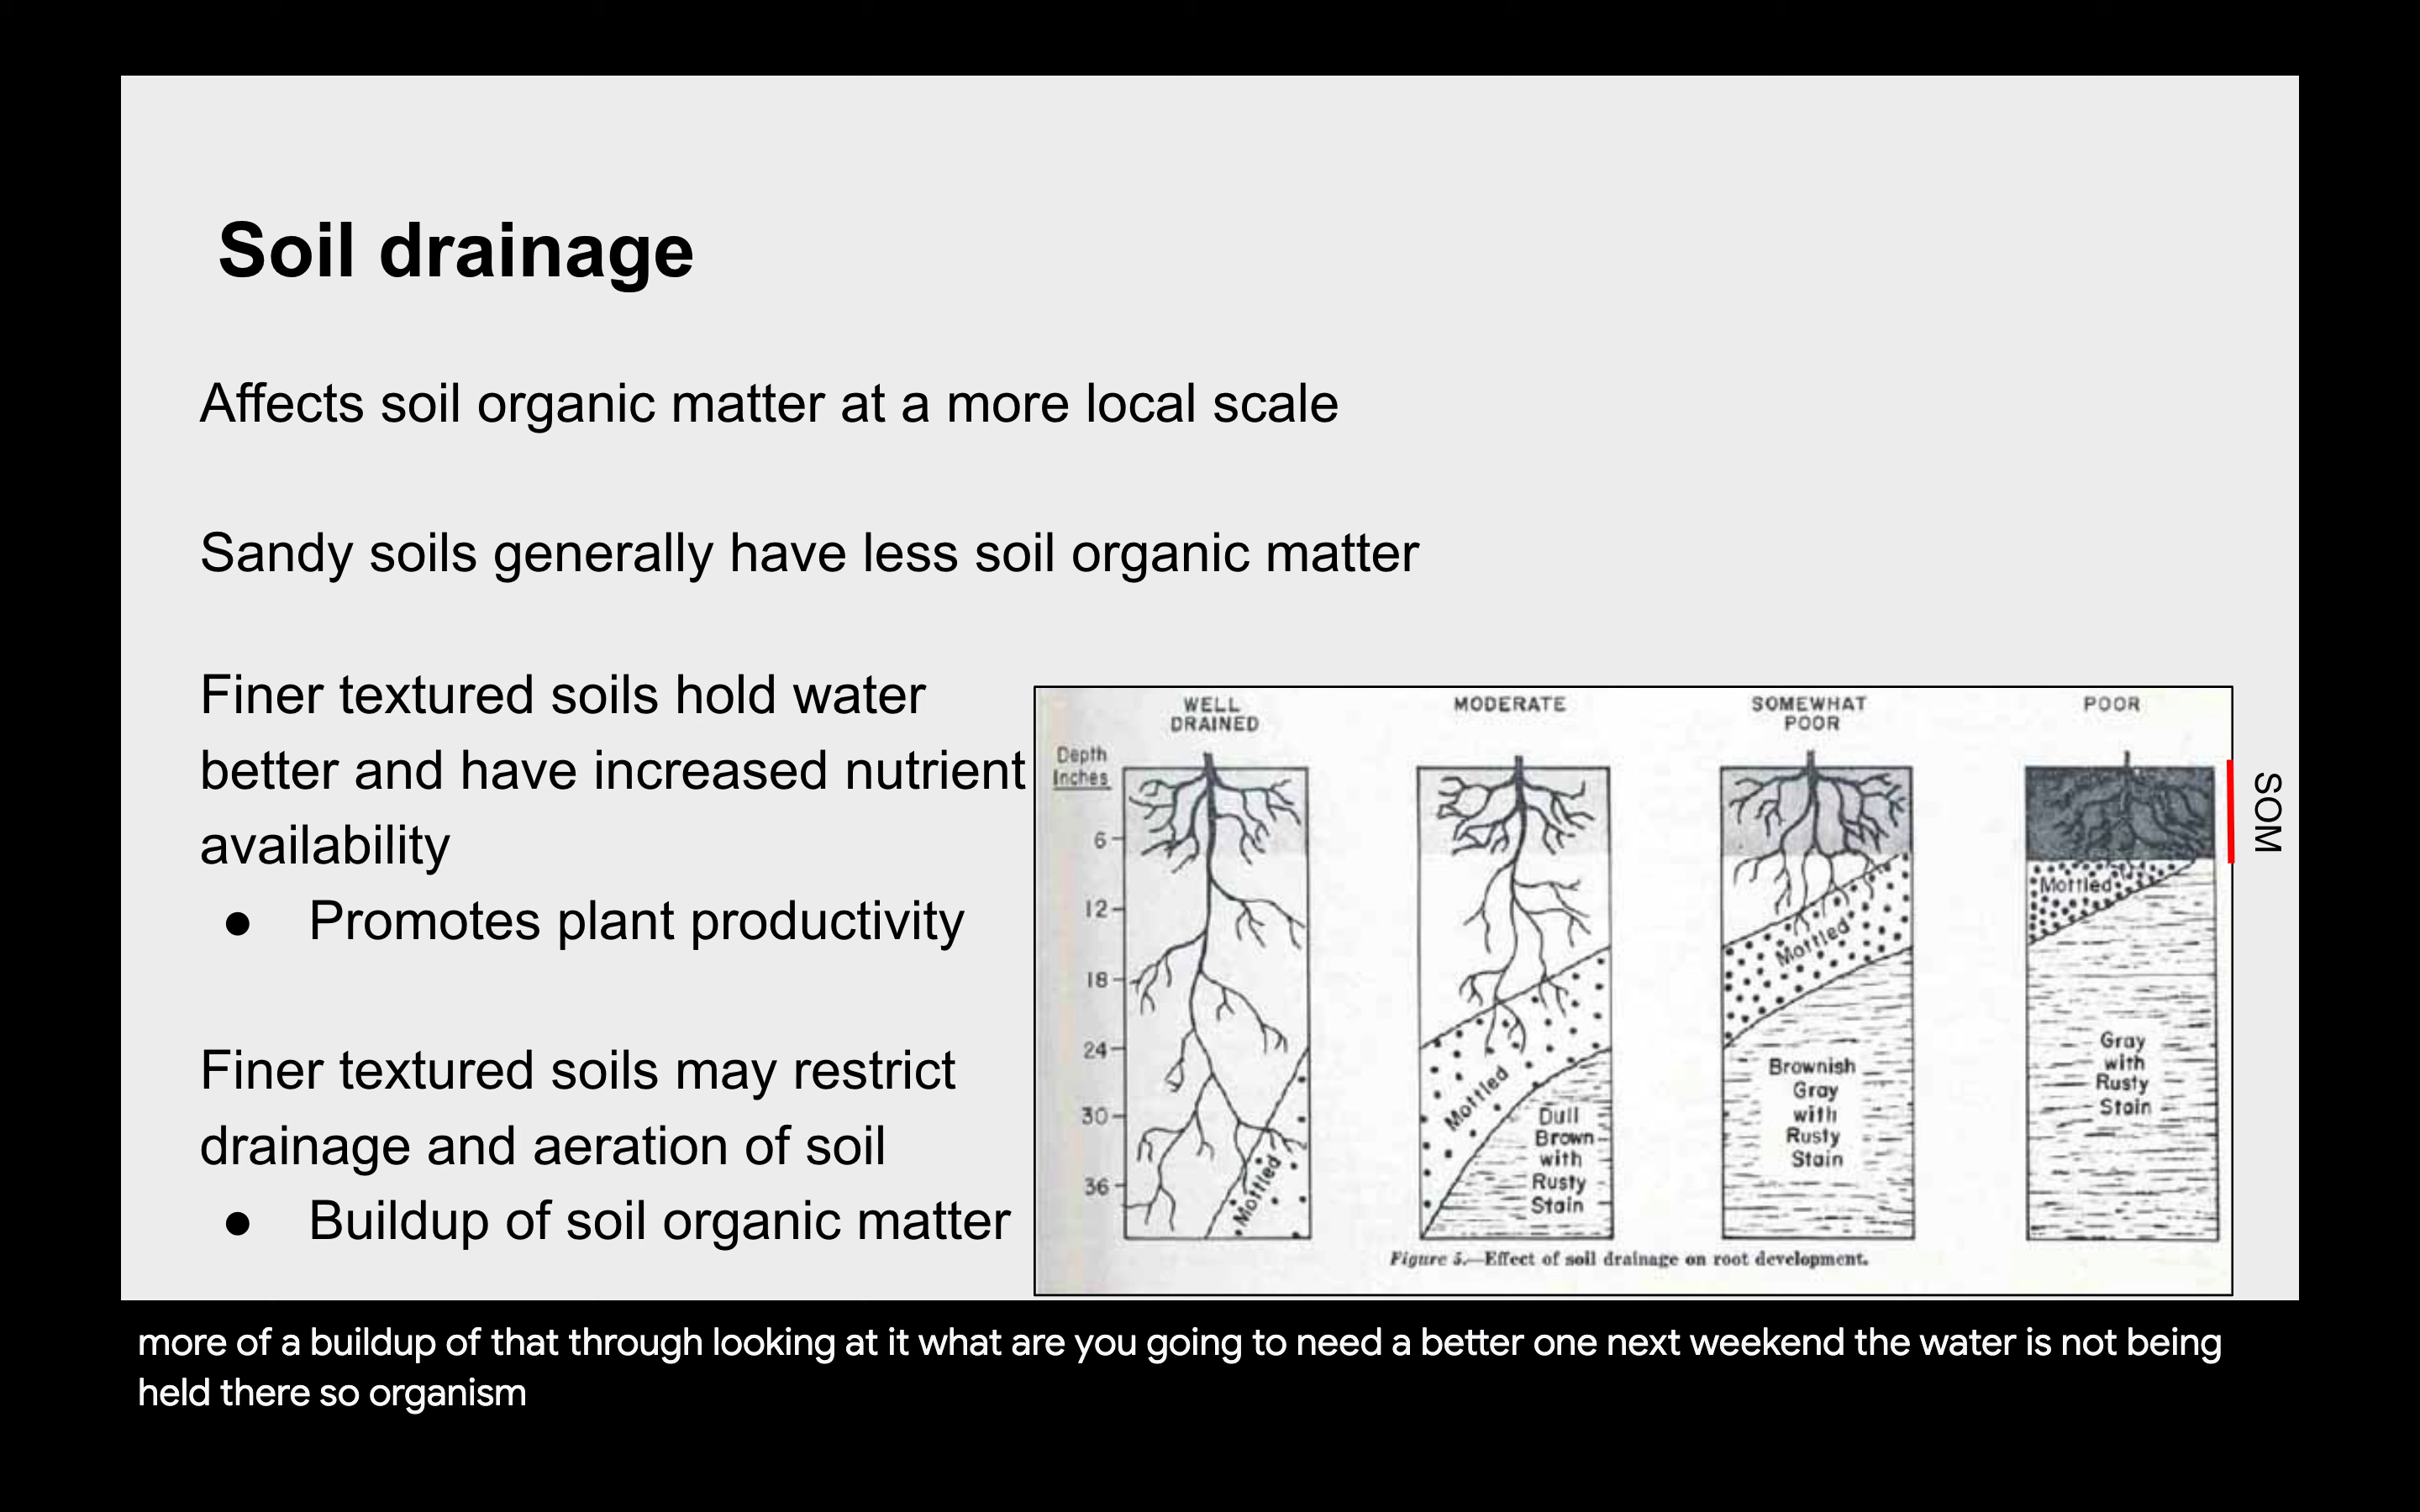 Soil drainage
Affects soil organic matter at a more local scale
Sandy soils generally have less soil organic matter
Finer textured soils hold water
better and have increased nutrient
availability
● Promotes plant productivity
Finer textured soils may restrict
drainage and aeration of soil
● Buildup of soil organic matter
WELL
DRAINED
MODERATE
SOMEWHAT
POOR
POOR
Depth
Inches
6
12
18
24
30
36
Mottled
Mottled
Dull
Brown
with
Rusty
Stain
Mottled
Brownish
Gray
with
Rusty
Stain
Mottled
Gray
with
Rusty
Stain
SOM
Figure 5.—Effect of soil drainage on root development.
more of a buildup of that through looking at it what are you going to need a better one next weekend the water is not being
held there so organism